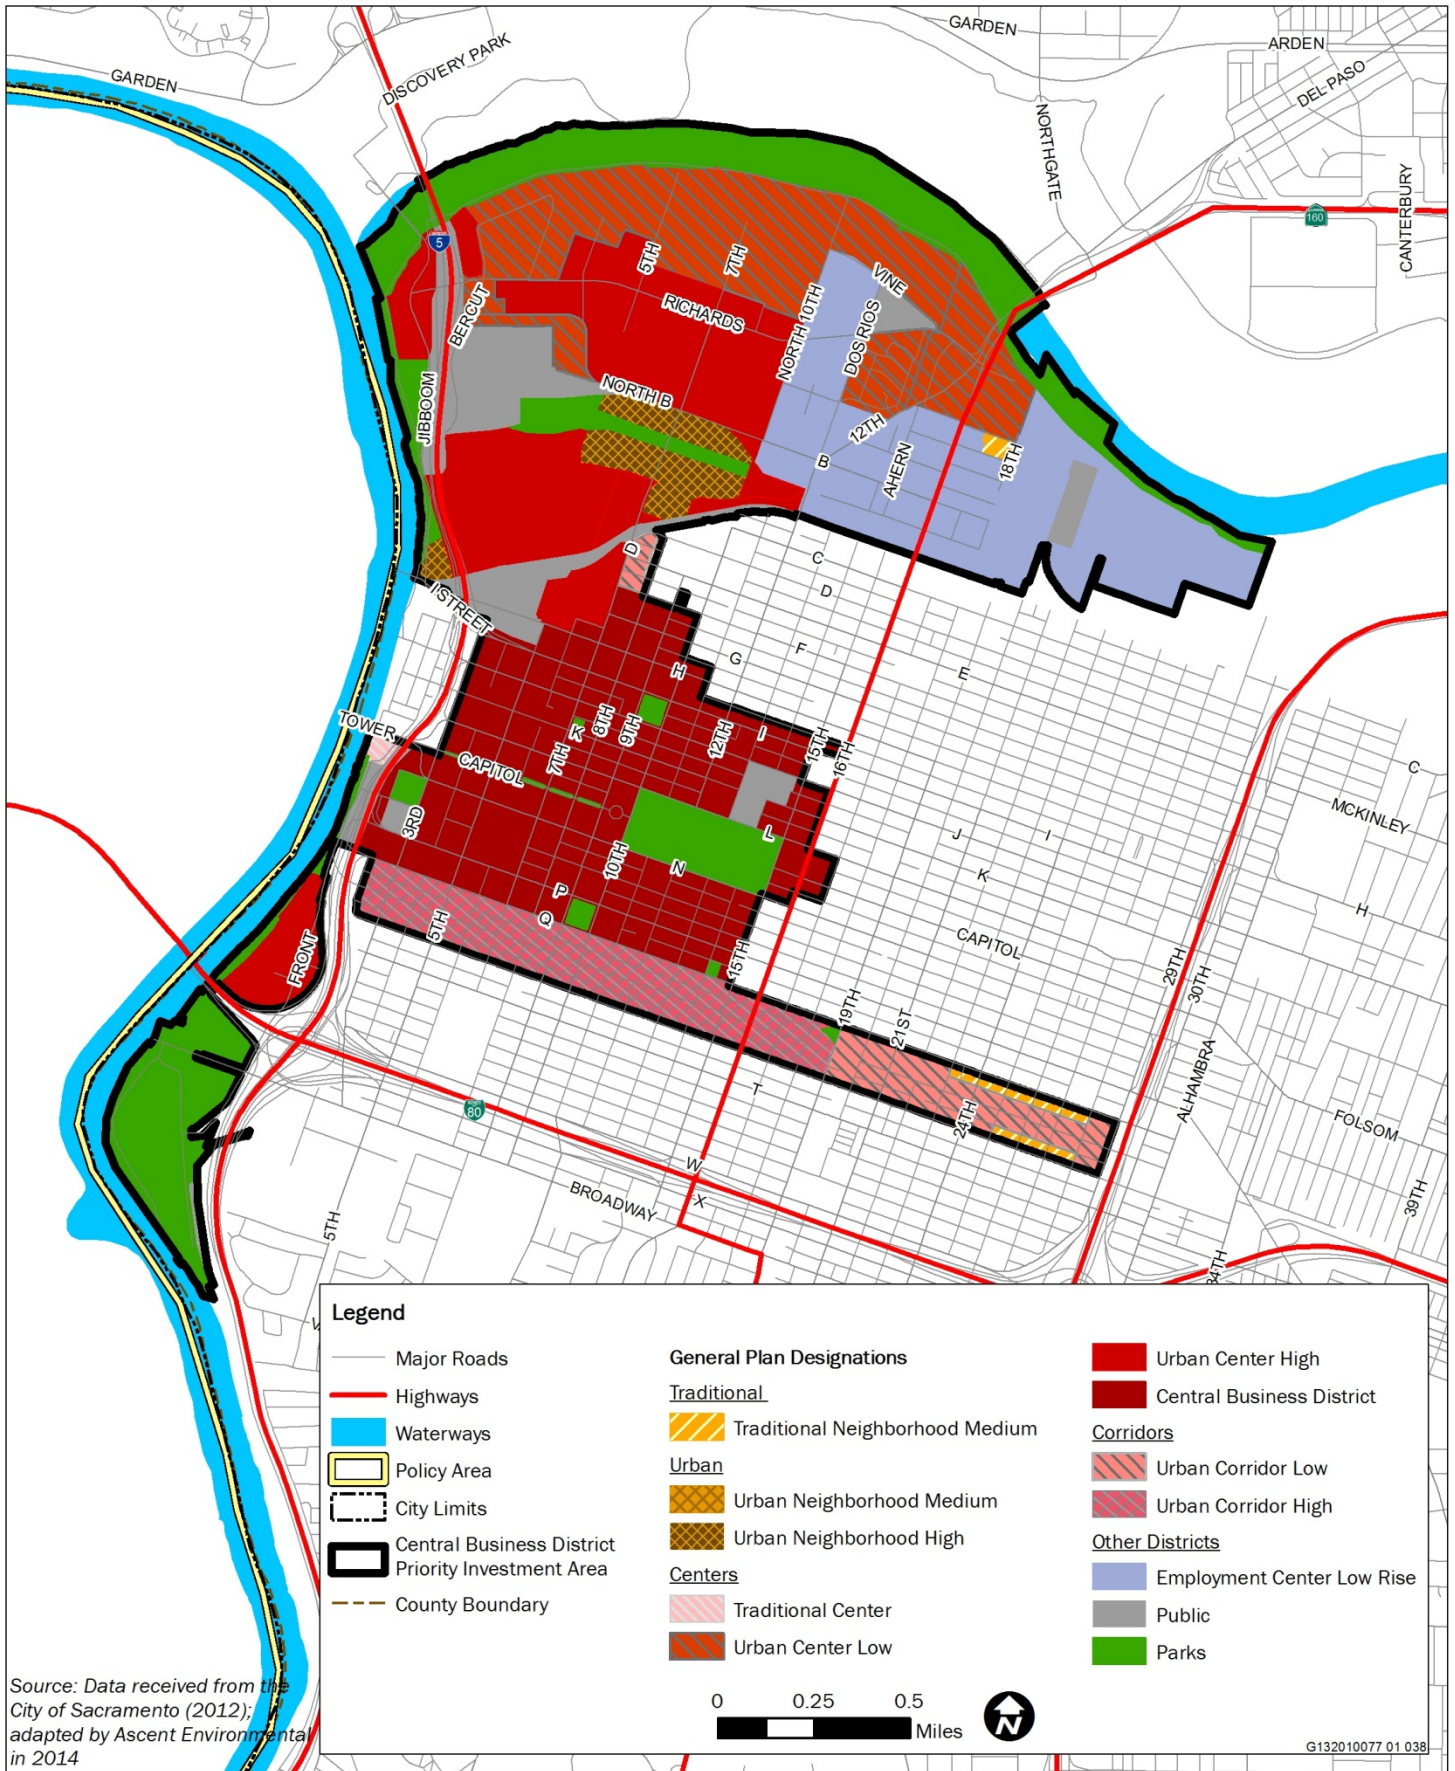 GARDEN
ARDEN
DISCOVERY PARK
GARDEN
DEL PASO
NORTHGATE
CANTERBURY
160
5
5TH
7TH
VINE
BERCUT
RICHARDS
NORTH 10TH
DOS RIOS
JIBBOOM
NORTH B
12TH
B
AHERN
18TH
D
C
D
I STREET
F
G
H
E
TOWER
K
8TH
9TH
12TH
I
15TH
16TH
7TH
CAPITOL
C
MCKINLEY
3RD
L
J
I
10TH
N
K
P
Q
H
5TH
CAPITOL
FRONT
15TH
29TH
30TH
19TH
21ST
80
T
24TH
ALHAMBRA
FOLSOM
W
X
BROADWAY
5TH
39TH
34TH
Legend
Major Roads
Highways
Waterways
Policy Area
City Limits
Central Business District
Priority Investment Area
County Boundary
General Plan Designations
Traditional
Traditional Neighborhood Medium
Urban
Urban Neighborhood Medium
Urban Neighborhood High
Centers
Traditional Center
Urban Center Low
Urban Center High
Central Business District
Corridors
Urban Corridor Low
Urban Corridor High
Other Districts
Employment Center Low Rise
Public
Parks
0 0.25 0.5
Miles
N
G132010077 01 038
Source: Data received from the
City of Sacramento (2012);
adapted by Ascent Environmental
in 2014